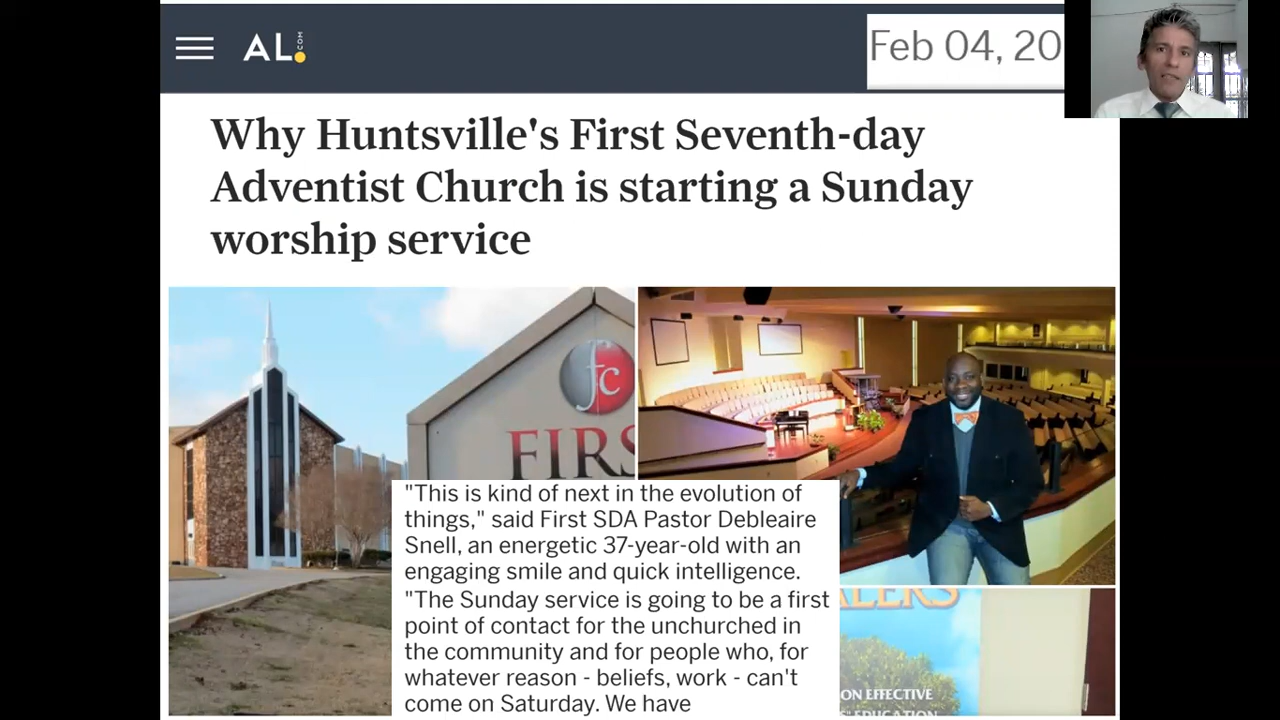 AL.com
Feb 04, 20
Why Huntsville's First Seventh-day
Adventist Church is starting a Sunday
worship service
fc
FIRS
"This is kind of next in the evolution of
things," said First SDA Pastor Debleaire
Snell, an energetic 37-year-old with an
engaging smile and quick intelligence.
"The Sunday service is going to be a first
point of contact for the unchurched in
the community and for people who, for
whatever reason - beliefs, work - can't
come on Saturday. We have
ALERS
ON EFFECTIVE
S' EDUCATION